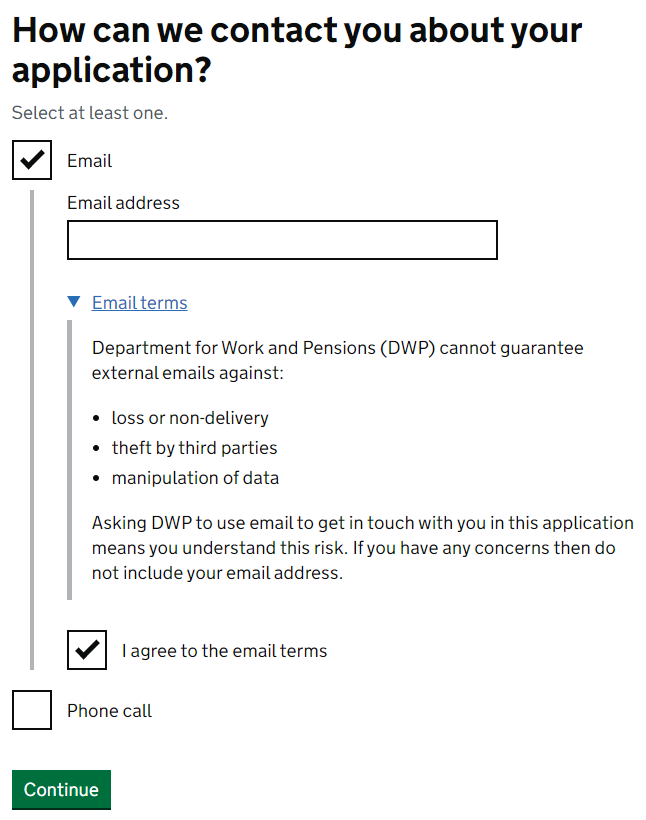 How can we contact you about your
application?
Select at least one.
Email
Email address
Email terms
Department for Work and Pensions (DWP) cannot guarantee
external emails against:
• loss or non-delivery
• theft by third parties
• manipulation of data
Asking DWP to use email to get in touch with you in this application
means you understand this risk. If you have any concerns then do
not include your email address.
I agree to the email terms
Phone call
Continue